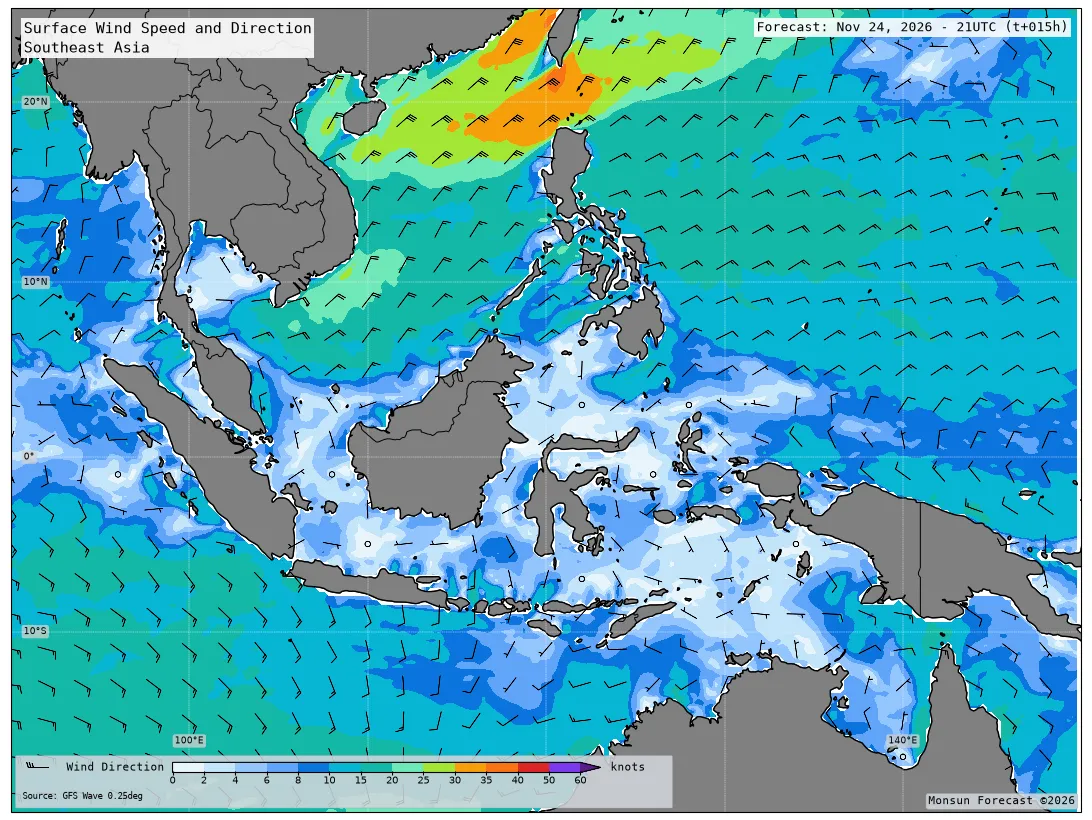 Surface Wind Speed and Direction
Southeast Asia
Forecast: Nov 24, 2026 - 21UTC (t+015h)
20°N
10°N
0°
10°S
100°E
140°E
Wind Direction
0 2 4 6 8 10 15 20 25 30 35 40 50 60
knots
Source: GFS Wave 0.25deg
Monsun Forecast ©2026